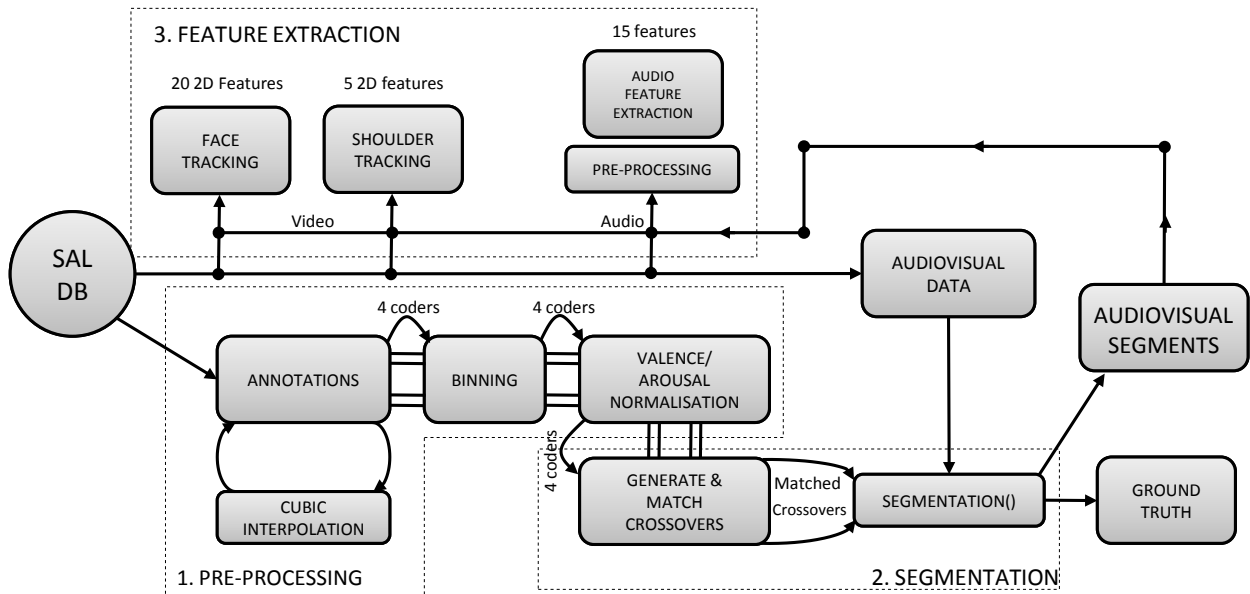 3. FEATURE EXTRACTION
15 features
20 2D Features
5 2D features
AUDIO
FEATURE
EXTRACTION
FACE
TRACKING
SHOULDER
TRACKING
PRE-PROCESSING
Video
Audio
SAL
DB
AUDIOVISUAL
DATA
AUDIOVISUAL
SEGMENTS
4 coders
4 coders
ANNOTATIONS
BINNING
VALENCE/
AROUSAL
NORMALISATION
4 coders
GENERATE &
MATCH
CROSSOVERS
Matched
Crossovers
SEGMENTATION()
GROUND
TRUTH
CUBIC
INTERPOLATION
1. PRE-PROCESSING
2. SEGMENTATION